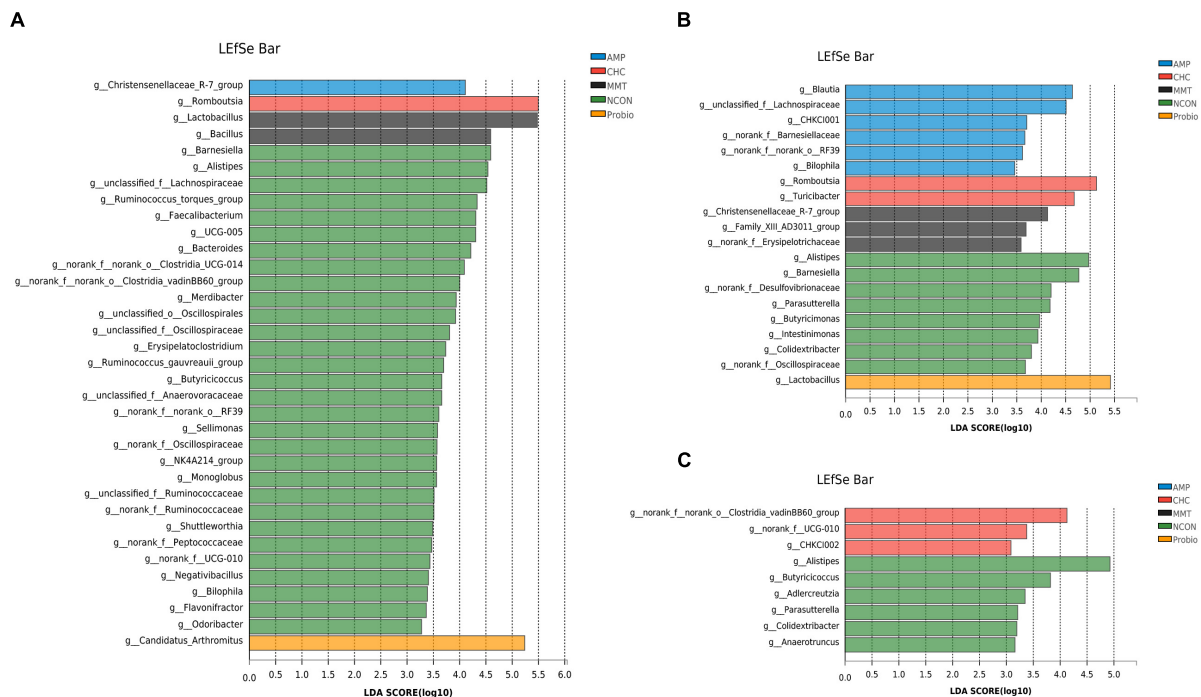 A
LEfSe Bar
AMP
CHC
MMT
NCON
Probio
g__Christensenellaceae_R-7_group
g__Romboutsia
g__Lactobacillus
g__Bacillus
g__Barnesiella
g__Alistipes
g__unclassified_f__Lachnospiraceae
g__Ruminococcus_torques_group
g__Faecalibacterium
g__UCG-005
g__Bacteroides
g__norank_f__norank_o__Clostridia_UCG-014
g__norank_f__norank_o__Clostridia_vadinBB60_group
g__Merdibacter
g__unclassified_o__Oscillospirales
g__unclassified_f__Oscillospiraceae
g__Erysipelatoclostridium
g__Ruminococcus_gauvreauii_group
g__Butyricicoccus
g__unclassified_f__Anaerovoracaceae
g__norank_f__norank_o__RF39
g__Sellimonas
g__norank_f__Oscillospiraceae
g__NK4A214_group
g__Monoglobus
g__unclassified_f__Ruminococcaceae
g__norank_f__Ruminococcaceae
g__Shuttleworthia
g__norank_f__Peptococcaceae
g__norank_f__UCG-010
g__Negativibacillus
g__Bilophila
g__Flavonifractor
g__Odoribacter
g__Candidatus_Arthromitus
0.0 0.5 1.0 1.5 2.0 2.5 3.0 3.5 4.0 4.5 5.0 5.5 6.0
LDA SCORE(log10)
B
LEfSe Bar
AMP
CHC
MMT
NCON
Probio
g__Blautia
g__unclassified_f__Lachnospiraceae
g__CHKCI001
g__norank_f__Barnesiellaceae
g__norank_f__norank_o__RF39
g__Bilophila
g__Romboutsia
g__Turicibacter
g__Christensenellaceae_R-7_group
g__Family_XIII_AD3011_group
g__norank_f__Erysipelotrichaceae
g__Alistipes
g__Barnesiella
g__norank_f__Desulfovibrionaceae
g__Parasutterella
g__Butyricimonas
g__Intestinimonas
g__Colidextribacter
g__norank_f__Oscillospiraceae
g__Lactobacillus
0.0 0.5 1.0 1.5 2.0 2.5 3.0 3.5 4.0 4.5 5.0 5.5
LDA SCORE(log10)
C
LEfSe Bar
AMP
CHC
MMT
NCON
Probio
g__norank_f__norank_o__Clostridia_vadinBB60_group
g__norank_f__UCG-010
g__CHKCI002
g__Alistipes
g__Butyricicoccus
g__Adlercreutzia
g__Parasutterella
g__Colidextribacter
g__Anaerotruncus
0.0 0.5 1.0 1.5 2.0 2.5 3.0 3.5 4.0 4.5 5.0
LDA SCORE(log10)